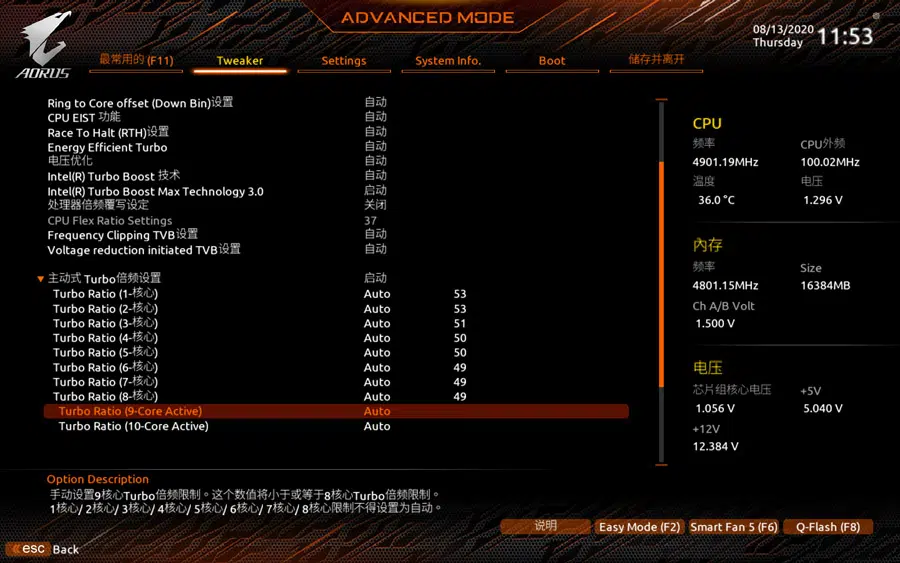 ADVANCED MODE
08/13/2020
Thursday
11:53
AORUS
最常用的 (F11)
Tweaker
Settings
System Info.
Boot
储存并离开
Ring to Core offset (Down Bin)设置 自动
CPU EIST 功能 自动
Race To Halt (RTH)设置 自动
Energy Efficient Turbo 自动
电压优化 自动
Intel(R) Turbo Boost 技术 自动
Intel(R) Turbo Boost Max Technology 3.0 启动
处理器倍频覆写设定 关闭
CPU Flex Ratio Settings 37
Frequency Clipping TVB设置 自动
Voltage reduction initiated TVB设置 自动
主动式 Turbo倍频设置 启动
Turbo Ratio (1-核心) Auto 53
Turbo Ratio (2-核心) Auto 53
Turbo Ratio (3-核心) Auto 51
Turbo Ratio (4-核心) Auto 50
Turbo Ratio (5-核心) Auto 50
Turbo Ratio (6-核心) Auto 49
Turbo Ratio (7-核心) Auto 49
Turbo Ratio (8-核心) Auto 49
Turbo Ratio (9-Core Active) Auto
Turbo Ratio (10-Core Active) Auto
CPU
频率 CPU外频
4901.19MHz 100.02MHz
温度 电压
36.0 °C 1.296 V
内存
频率 Size
4801.15MHz 16384MB
Ch A/B Volt
1.500 V
电压
芯片组核心电压 +5V
1.056 V 5.040 V
+12V
12.384 V
Option Description
手动设置9核心Turbo倍频限制。这个数值将小于或等于8核心Turbo倍频限制。
1核心/ 2核心/ 3核心/ 4核心/ 5核心/ 6核心/ 7核心/ 8核心限制不得设置为自动。
说明
Easy Mode (F2)
Smart Fan 5 (F6)
Q-Flash (F8)
esc Back